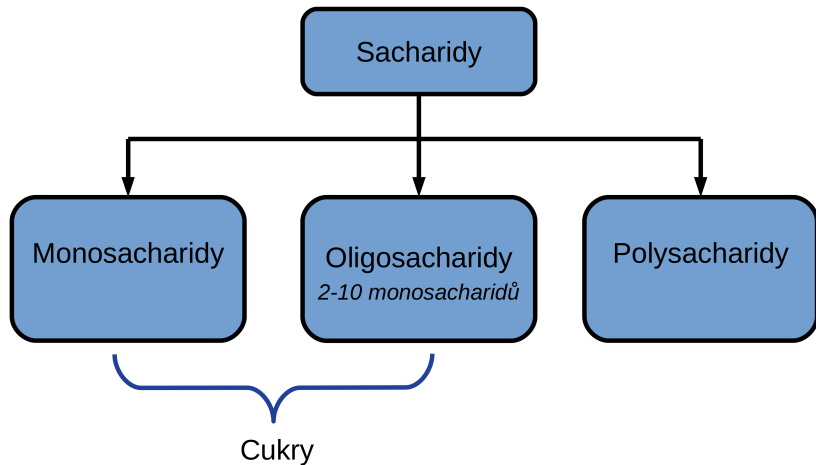 Sacharidy
Monosacharidy
Oligosacharidy
2-10 monosacharidů
Polysacharidy
Cukry